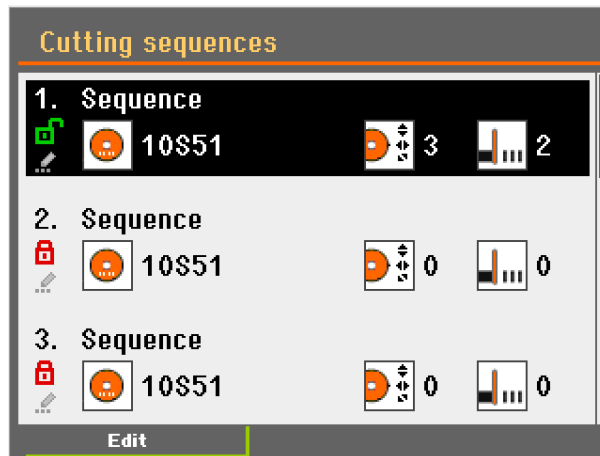 Cutting sequences
1. Sequence
10S51 3 2
2. Sequence
10S51 0 0
3. Sequence
10S51 0 0
Edit